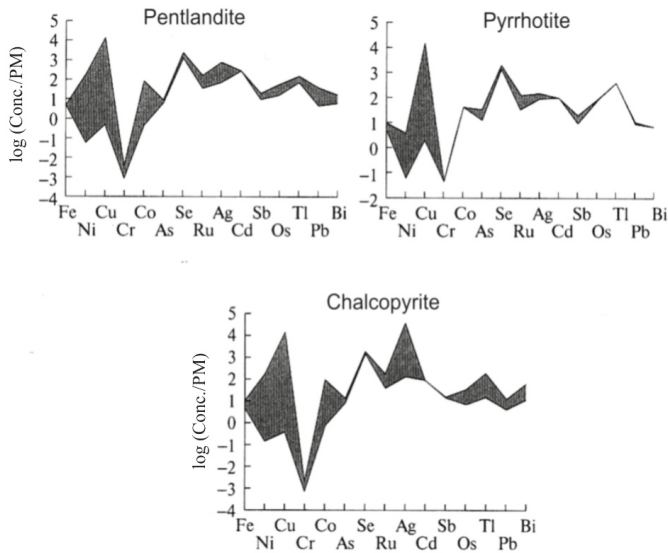 Pentlandite
log (Conc./PM)
5
4
3
2
1
0
−1
−2
−3
−4
Fe Cu Co Se Ag Sb Tl Bi
Ni Cr As Ru Cd Os Pb
Pyrrhotite
5
4
3
2
1
0
−1
−2
Fe Cu Co Se Ag Sb Tl Bi
Ni Cr As Ru Cd Os Pb
Chalcopyrite
log (Conc./PM)
5
4
3
2
1
0
−1
−2
−3
−4
Fe Cu Co Se Ag Sb Tl Bi
Ni Cr As Ru Cd Os Pb